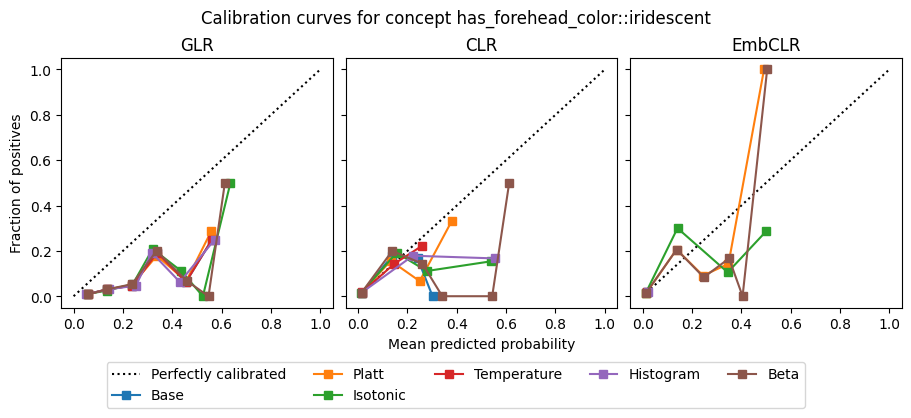 Calibration curves for concept has_forehead_color::iridescent
GLR
CLR
EmbCLR
Fraction of positives
1.0
0.8
0.6
0.4
0.2
0.0
0.0 0.2 0.4 0.6 0.8 1.0
0.0 0.2 0.4 0.6 0.8 1.0
0.0 0.2 0.4 0.6 0.8 1.0
Mean predicted probability
Perfectly calibrated
Base
Platt
Isotonic
Temperature
Histogram
Beta